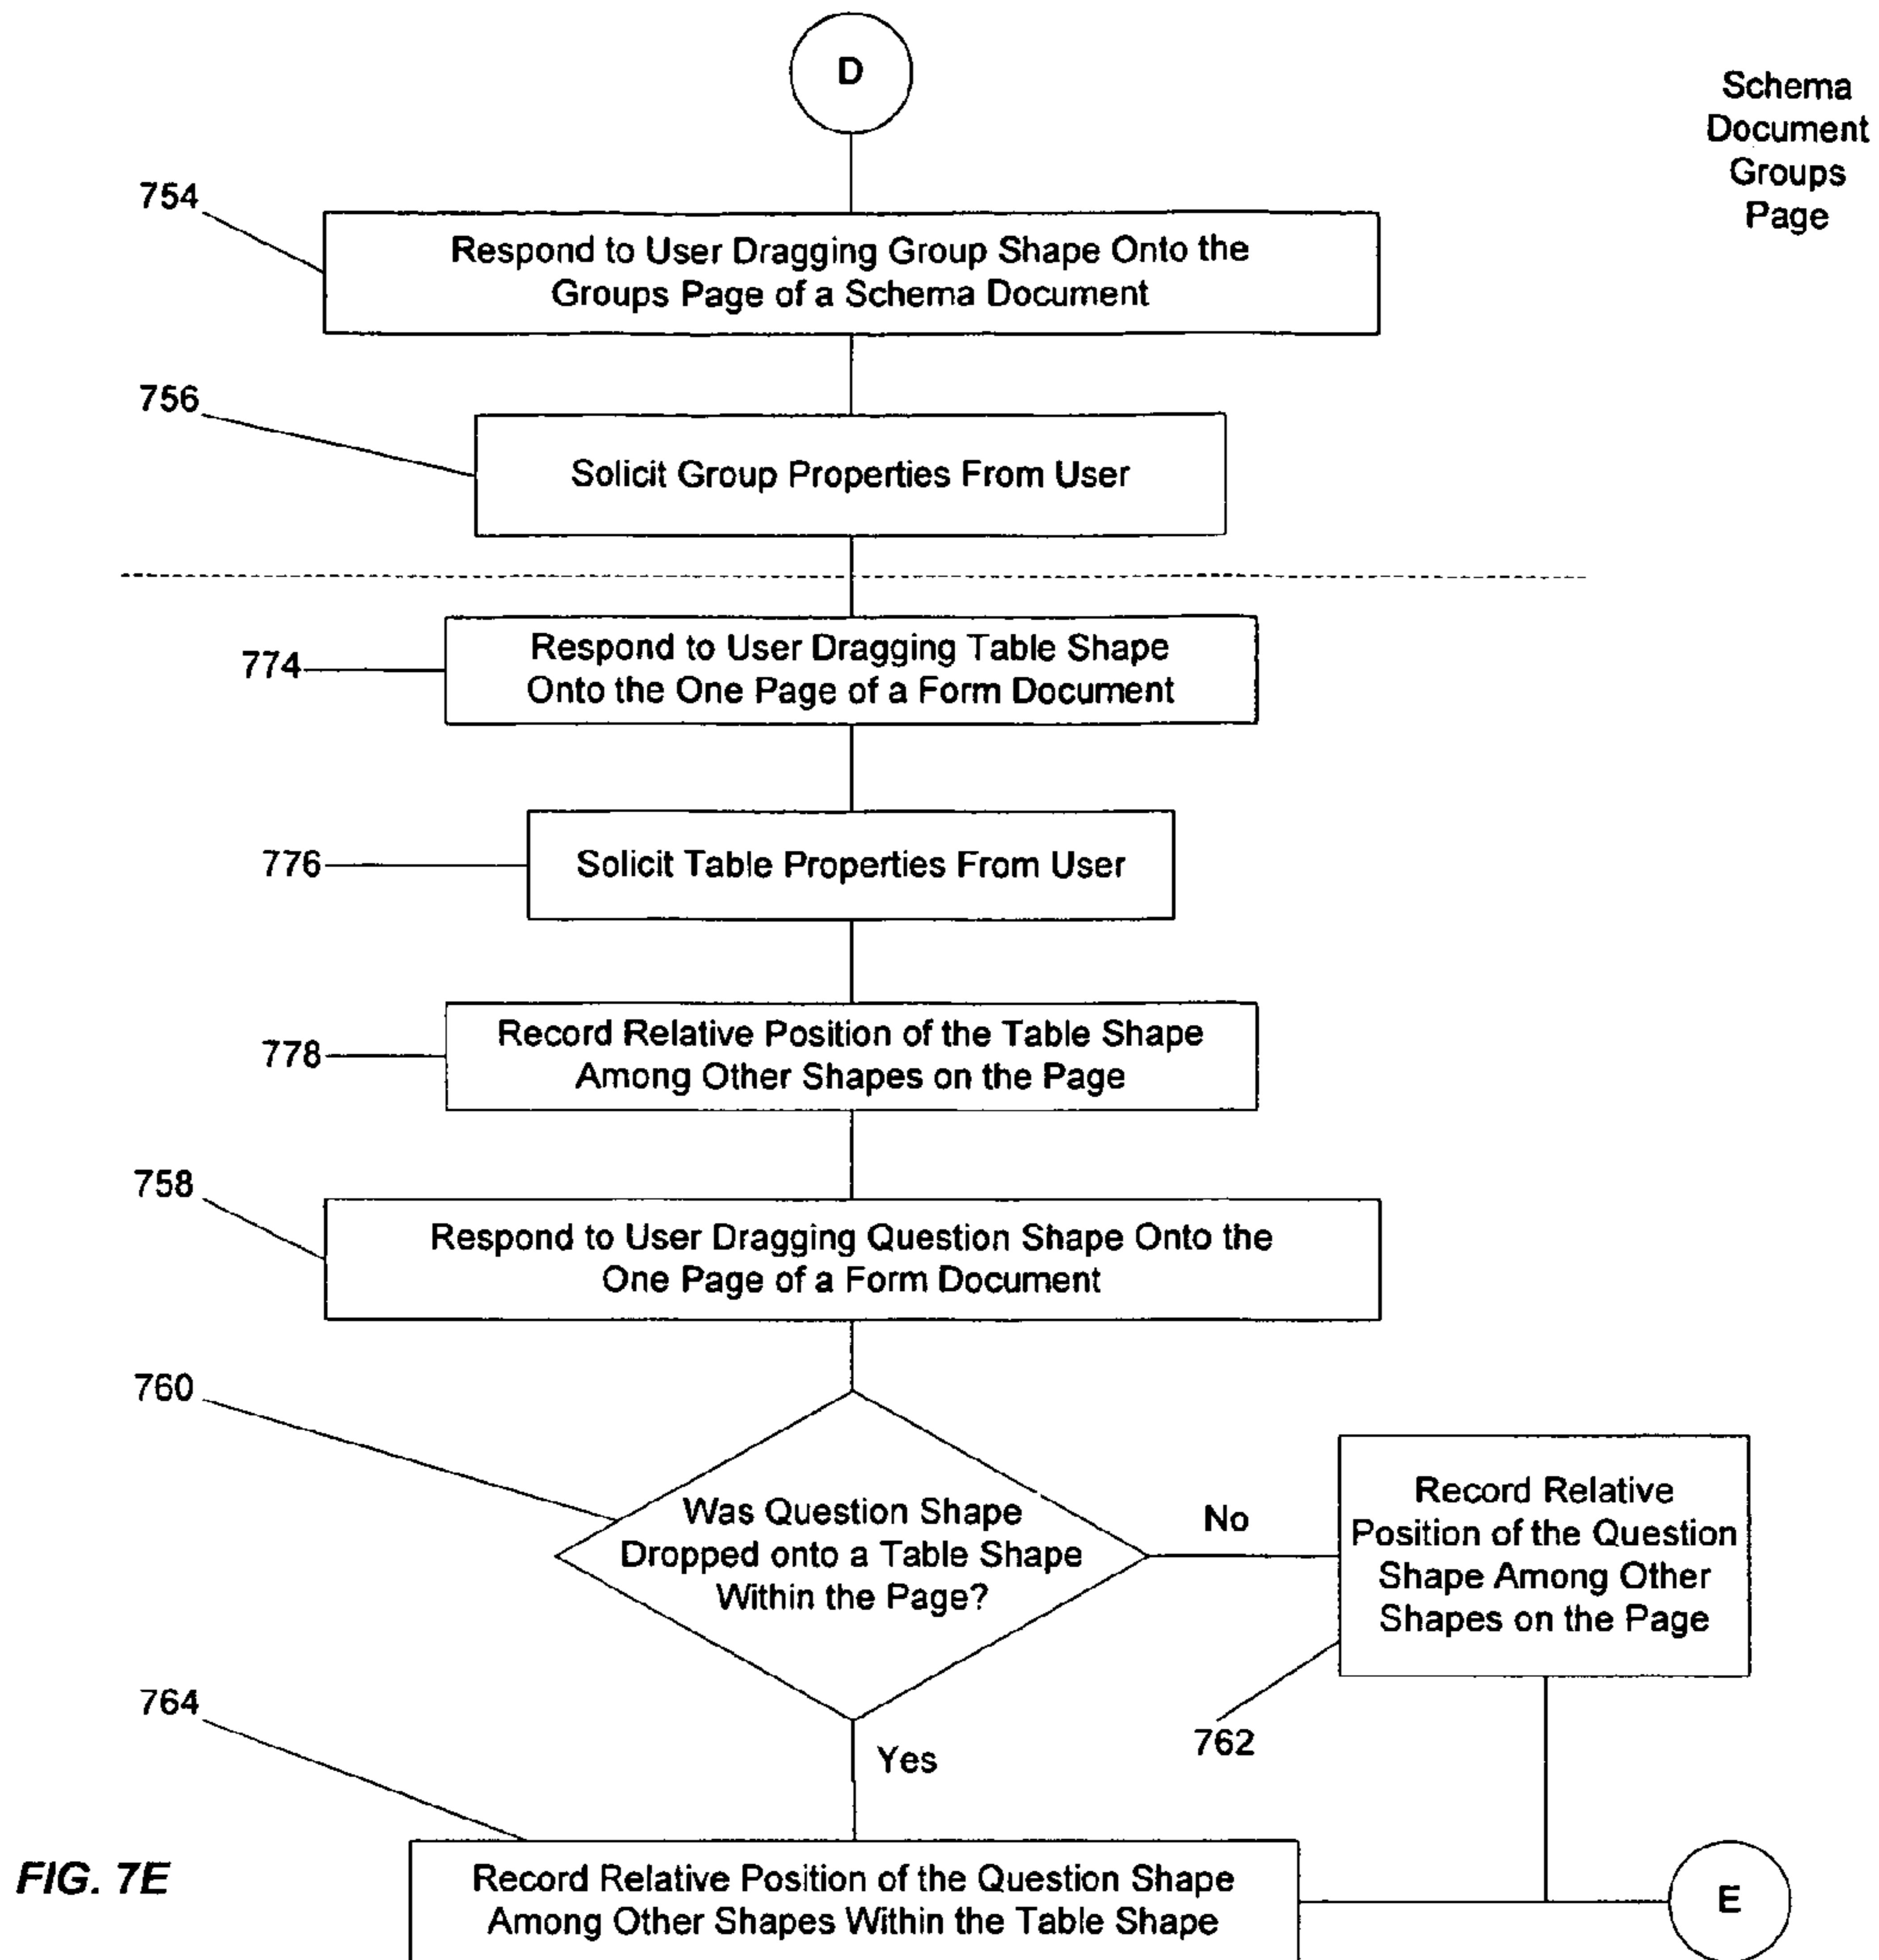 D
Schema
Document
Groups
Page
754
Respond to User Dragging Group Shape Onto the
Groups Page of a Schema Document
756
Solicit Group Properties From User
774
Respond to User Dragging Table Shape
Onto the One Page of a Form Document
776
Solicit Table Properties From User
778
Record Relative Position of the Table Shape
Among Other Shapes on the Page
758
Respond to User Dragging Question Shape Onto the
One Page of a Form Document
760
Was Question Shape
Dropped onto a Table Shape
Within the Page?
No
Record Relative
Position of the Question
Shape Among Other
Shapes on the Page
762
Yes
764
Record Relative Position of the Question Shape
Among Other Shapes Within the Table Shape
E
FIG. 7E